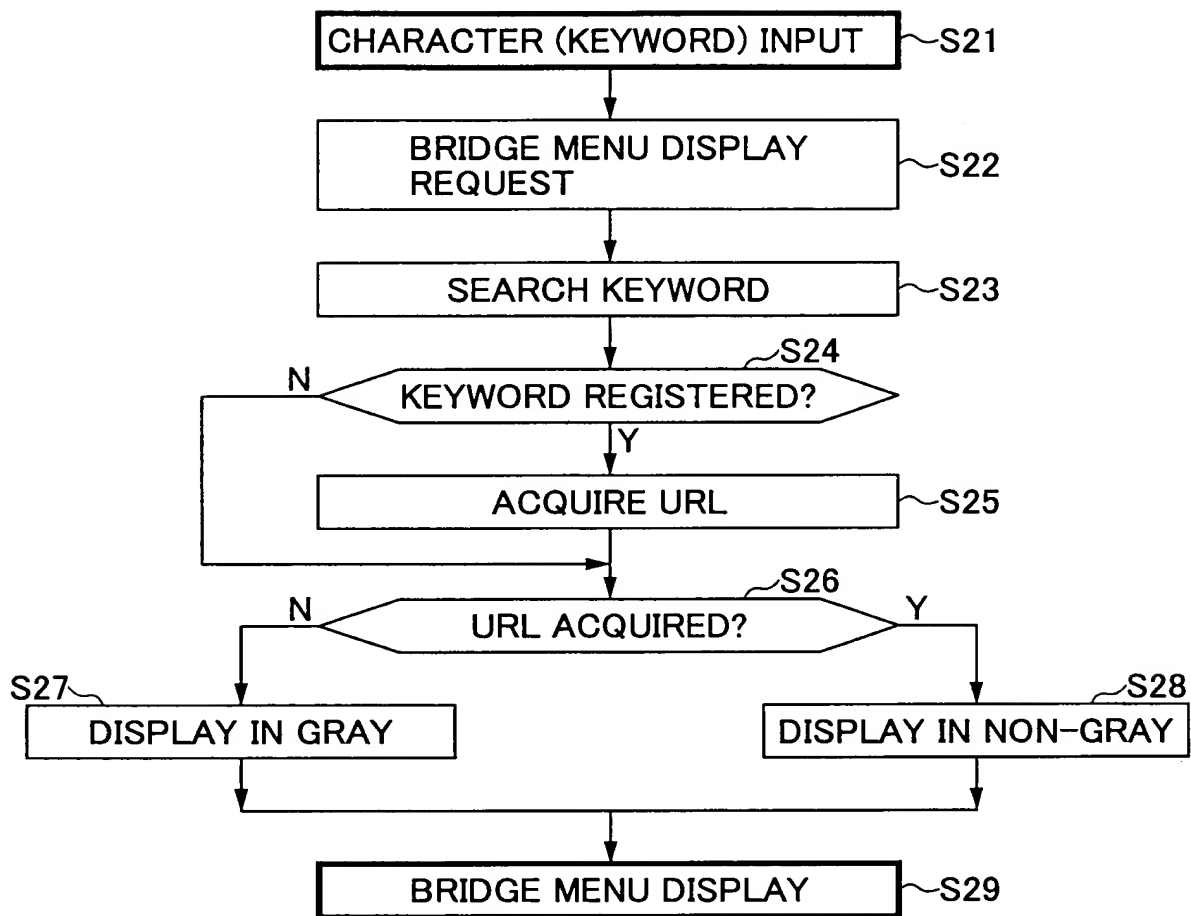 CHARACTER (KEYWORD) INPUT
S21
BRIDGE MENU DISPLAY
REQUEST
S22
SEARCH KEYWORD
S23
S24
N
KEYWORD REGISTERED?
Y
ACQUIRE URL
S25
S26
N
URL ACQUIRED?
Y
S27
DISPLAY IN GRAY
S28
DISPLAY IN NON-GRAY
BRIDGE MENU DISPLAY
S29